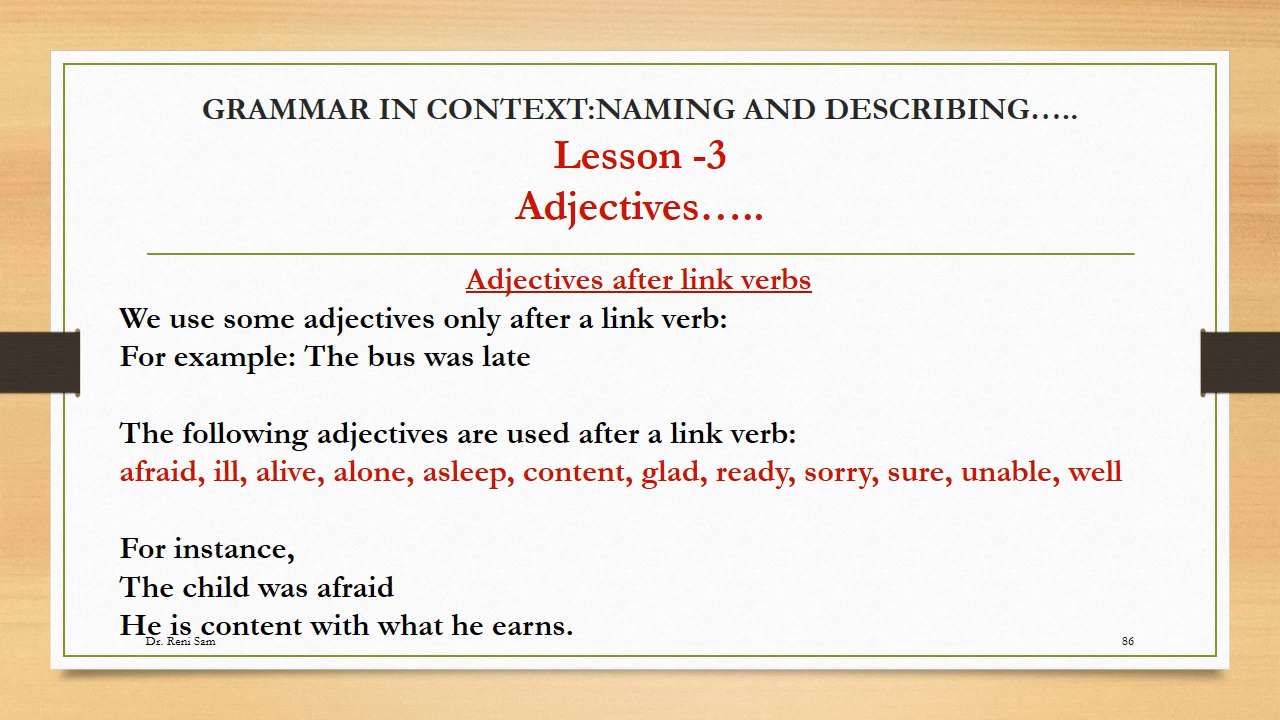 GRAMMAR IN CONTEXT:NAMING AND DESCRIBING.....
Lesson -3
Adjectives.....
Adjectives after link verbs
We use some adjectives only after a link verb:
For example: The bus was late
The following adjectives are used after a link verb:
afraid, ill, alive, alone, asleep, content, glad, ready, sorry, sure, unable, well
For instance,
The child was afraid
He is content with what he earns.
Dr. Reni Sam
86